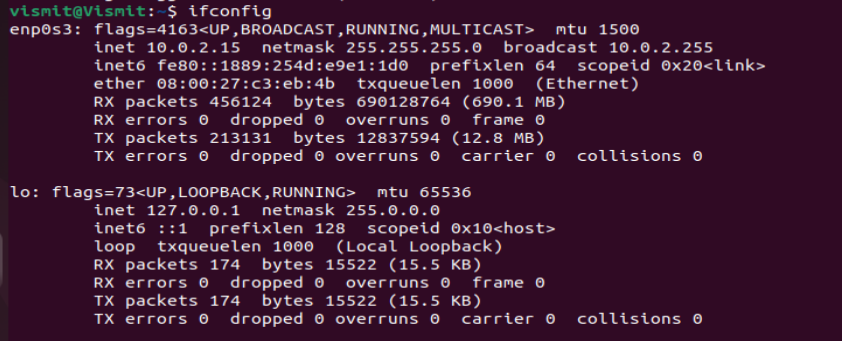 vismit@Vismit:~$ ifconfig
enp0s3: flags=4163<UP,BROADCAST,RUNNING,MULTICAST>  mtu 1500
        inet 10.0.2.15  netmask 255.255.255.0  broadcast 10.0.2.255
        inet6 fe80::1889:254d:e9e1:1d0  prefixlen 64  scopeid 0x20<link>
        ether 08:00:27:c3:eb:4b  txqueuelen 1000  (Ethernet)
        RX packets 456124  bytes 690128764 (690.1 MB)
        RX errors 0  dropped 0  overruns 0  frame 0
        TX packets 213131  bytes 12837594 (12.8 MB)
        TX errors 0  dropped 0 overruns 0  carrier 0  collisions 0

lo: flags=73<UP,LOOPBACK,RUNNING>  mtu 65536
        inet 127.0.0.1  netmask 255.0.0.0
        inet6 ::1  prefixlen 128  scopeid 0x10<host>
        loop  txqueuelen 1000  (Local Loopback)
        RX packets 174  bytes 15522 (15.5 KB)
        RX errors 0  dropped 0  overruns 0  frame 0
        TX packets 174  bytes 15522 (15.5 KB)
        TX errors 0  dropped 0 overruns 0  carrier 0  collisions 0